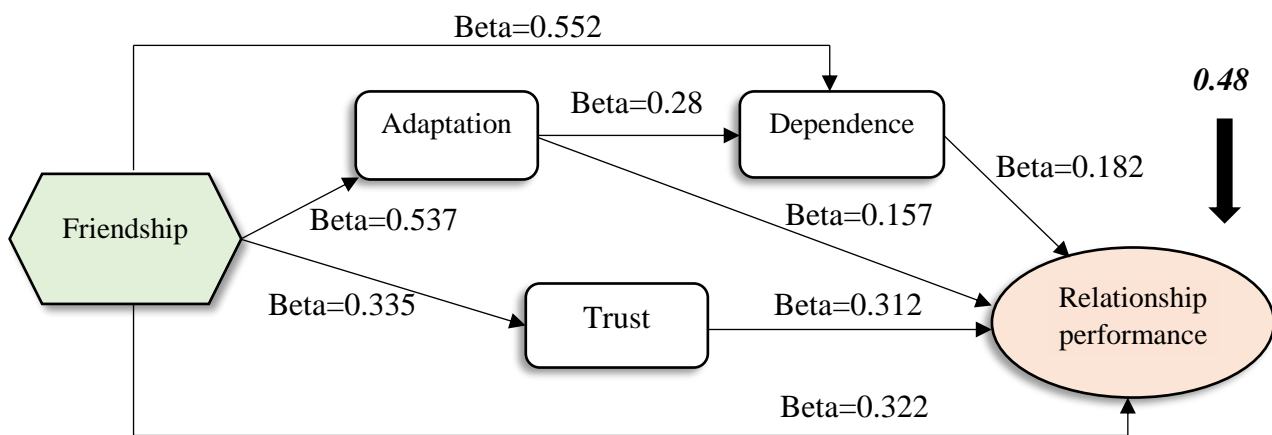 Beta=0.552
0.48
Adaptation
Beta=0.28
Dependence
Beta=0.182
Friendship
Beta=0.537
Beta=0.157
Beta=0.335
Trust
Beta=0.312
Relationship
performance
Beta=0.322